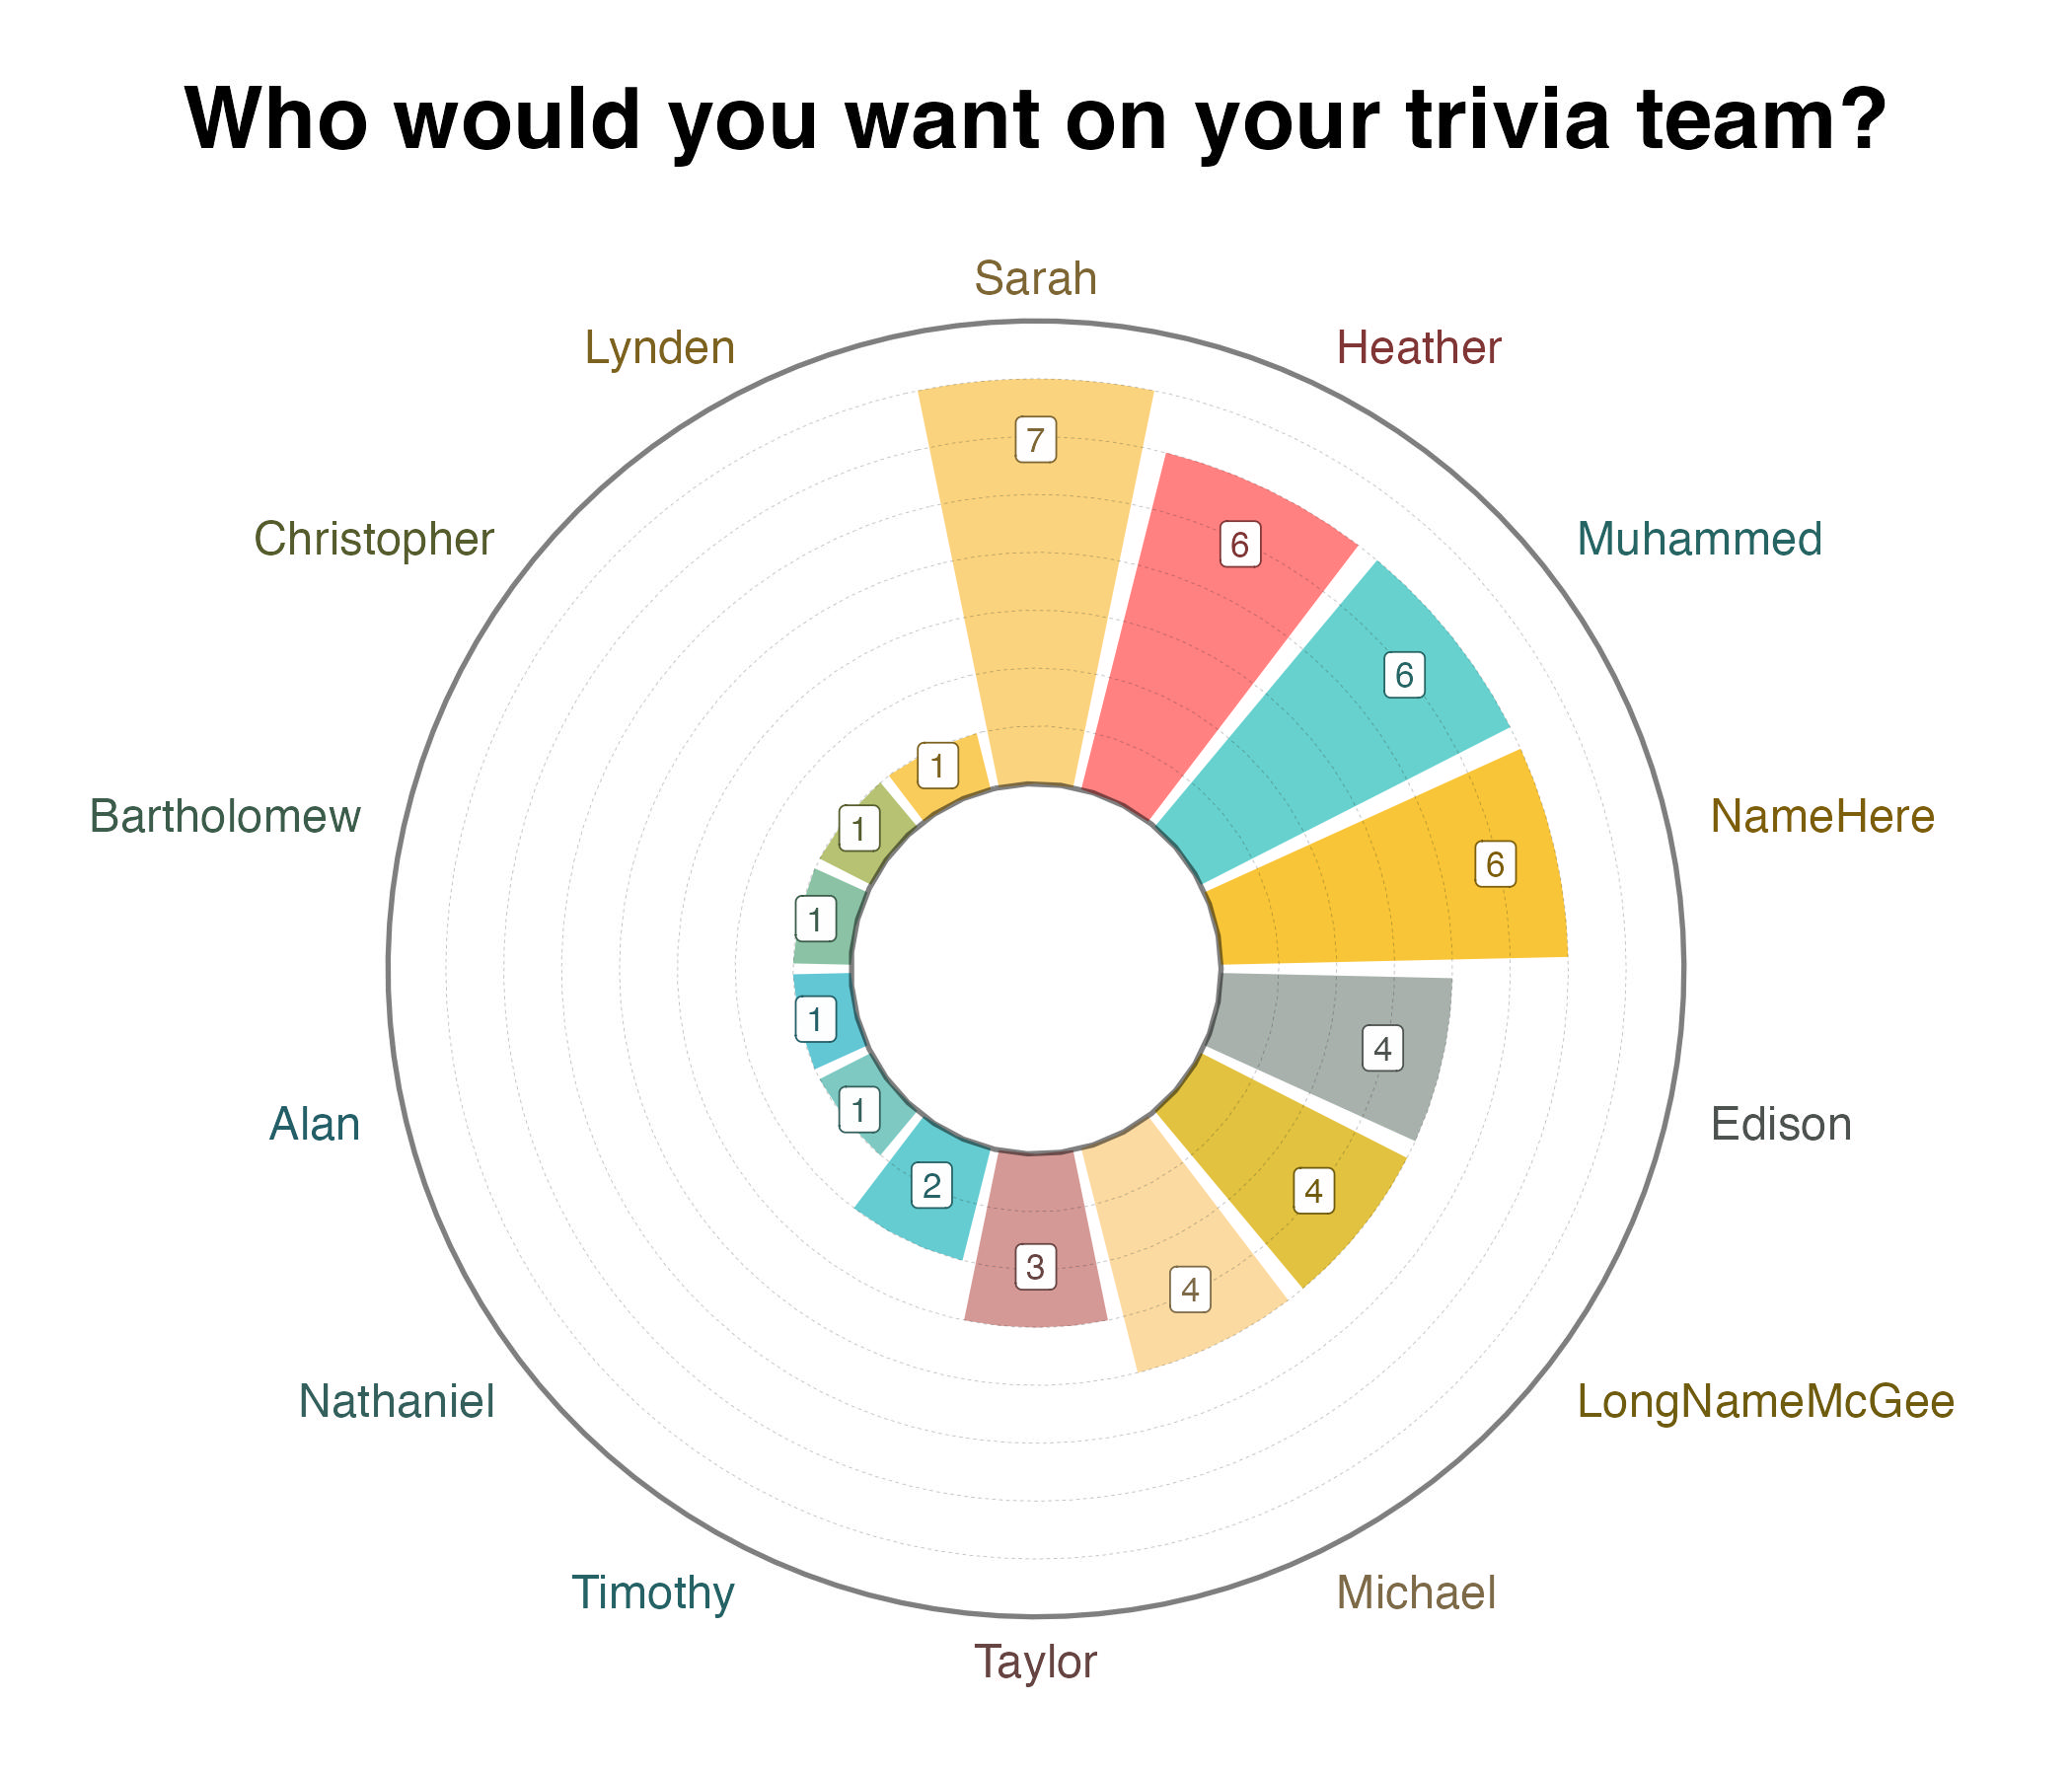 Who would you want on your trivia team?
Sarah
Lynden
Heather
7
6
Christopher
Muhammed
6
1
1
Bartholomew
NameHere
6
1
1
4
Alan
Edison
1
2
4
3
4
Nathaniel
LongNameMcGee
Timothy
Michael
Taylor